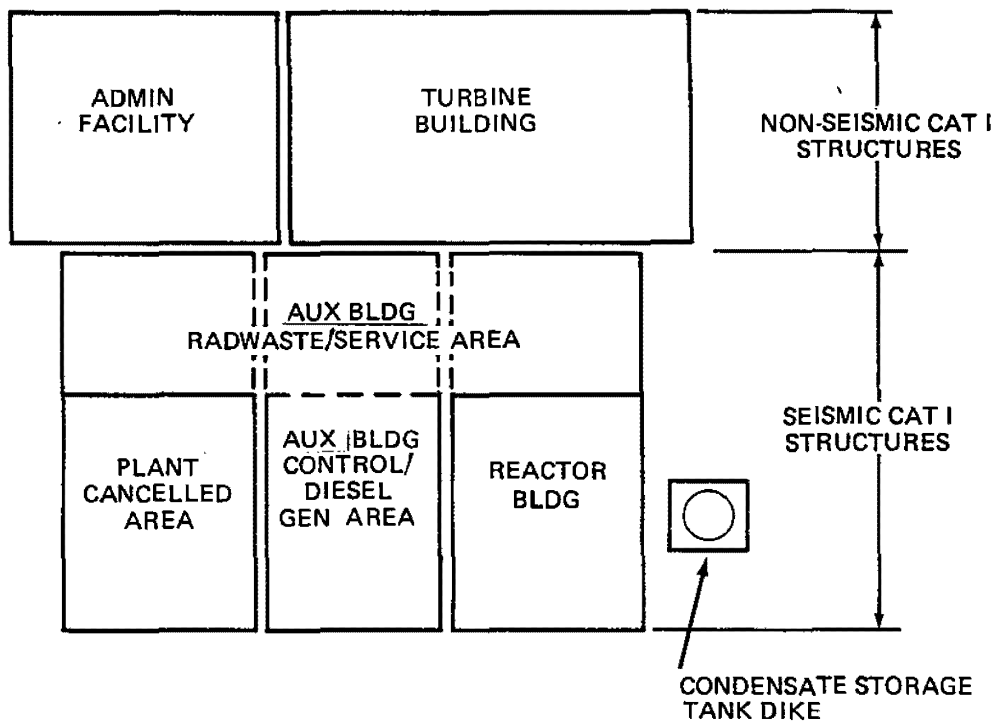 ADMIN
FACILITY
TURBINE
BUILDING
NON-SEISMIC CAT I
STRUCTURES
AUX BLDG
RADWASTE/SERVICE AREA
SEISMIC CAT I
STRUCTURES
PLANT
CANCELLED
AREA
AUX BLDG
CONTROL/
DIESEL
GEN AREA
REACTOR
BLDG
CONDENSATE STORAGE
TANK DIKE